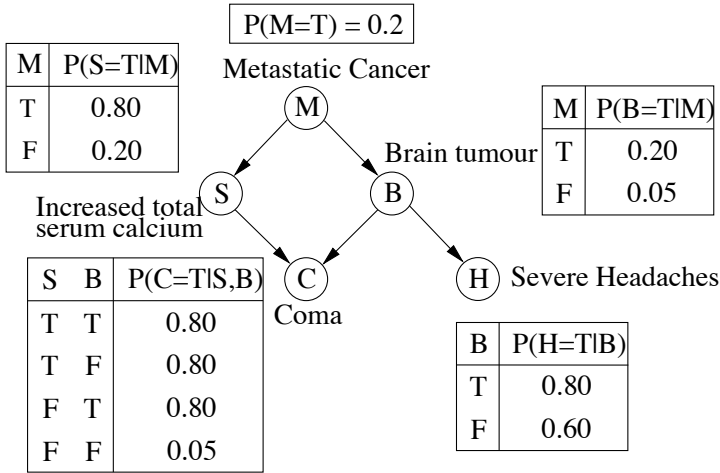 P(M=T) = 0.2
Metastatic Cancer
M P(S=T|M)
T 0.80
F 0.20
M
M P(B=T|M)
T 0.20
F 0.05
Brain tumour
S
B
Increased total
serum calcium
S B P(C=T|S,B)
T T 0.80
T F 0.80
F T 0.80
F F 0.05
C
Coma
H
Severe Headaches
B P(H=T|B)
T 0.80
F 0.60